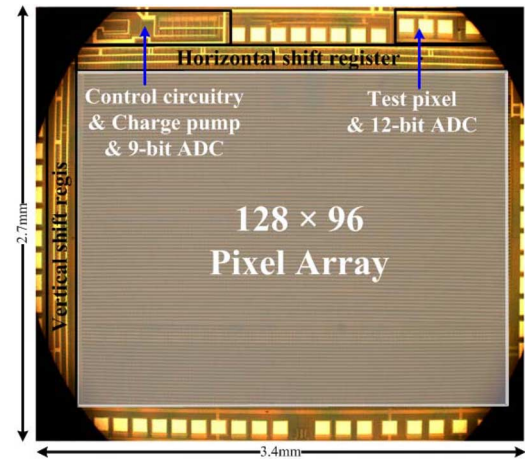 Horizontal shift register
Control circuitry
& Charge pump
& 9-bit ADC
Test pixel
& 12-bit ADC
128 × 96
Pixel Array
Vertical shift regis
2.7mm
3.4mm